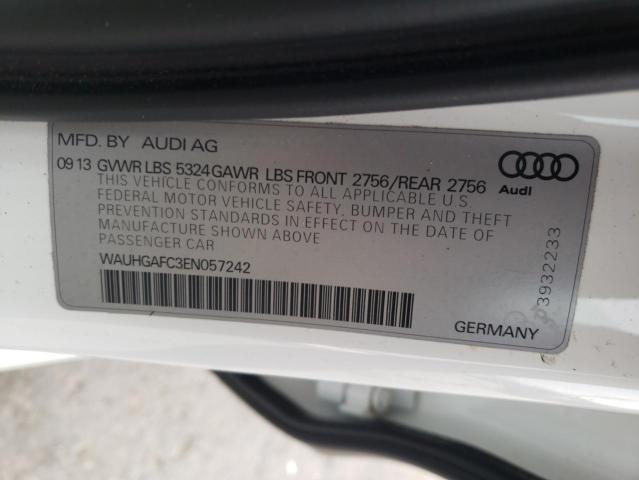 MFD. BY AUDI AG
09 13 GVWR LBS 5324 GAWR LBS FRONT 2756/REAR 2756
THIS VEHICLE CONFORMS TO ALL APPLICABLE U.S.
FEDERAL MOTOR VEHICLE SAFETY, BUMPER AND THEFT
PREVENTION STANDARDS IN EFFECT ON THE DATE OF
MANUFACTURE SHOWN ABOVE
PASSENGER CAR
WAUHGAFC3EN057242
Audi
3932233
GERMANY